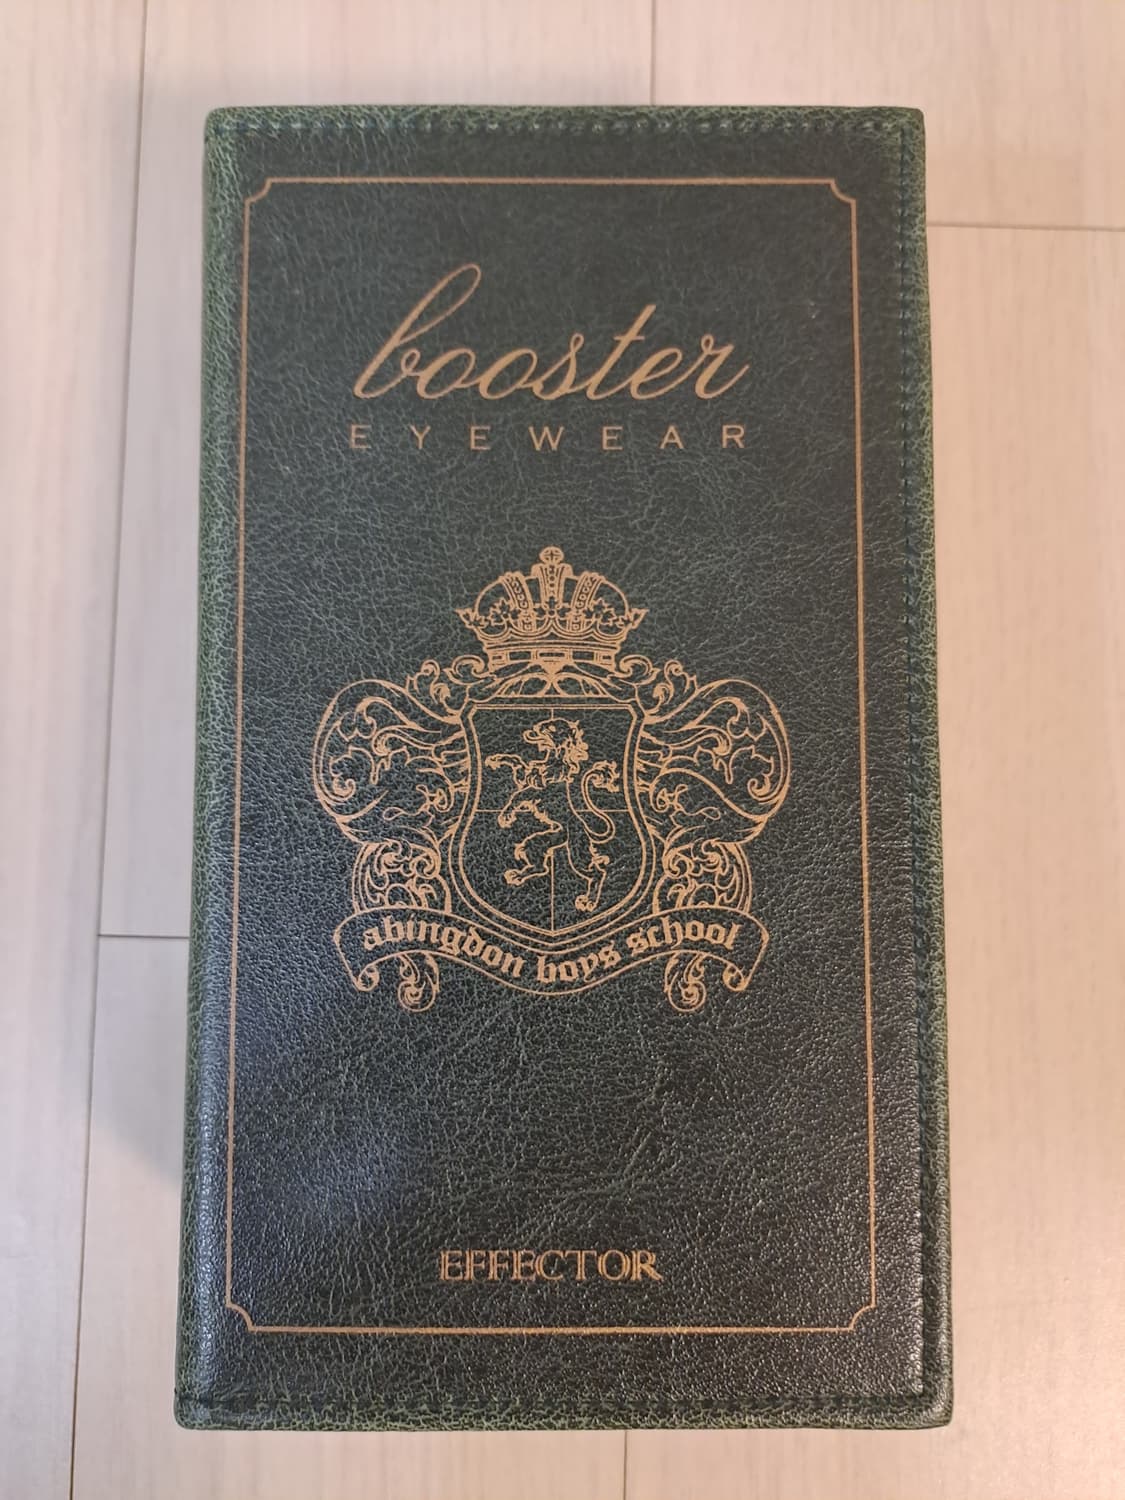 booster
EYEWEAR
abingdon boys school
EFFECTOR